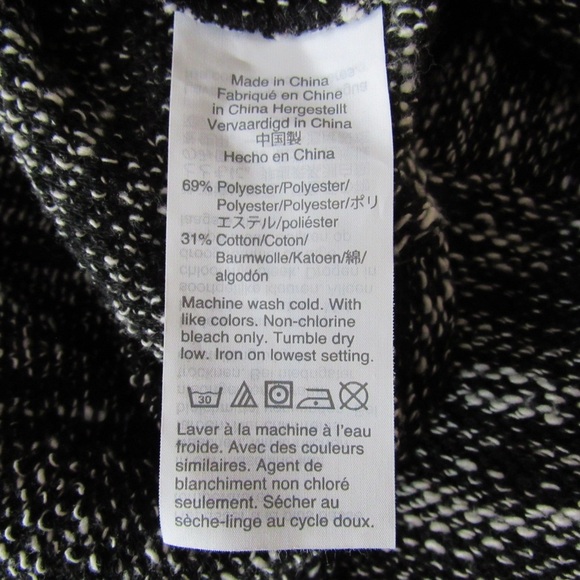 Made in China
Fabriqué en Chine
in China Hergestellt
Vervaardigd in China
中国製
Hecho en China
69% Polyester/Polyester/
Polyester/Polyester/ポリ
エステル/poliéster
31% Cotton/Coton/
Baumwolle/Katoen/綿/
algodón
Machine wash cold. With
like colors. Non-chlorine
bleach only. Tumble dry
low. Iron on lowest setting.
30
Laver à la machine à l'eau
froide. Avec des couleurs
similaires. Agent de
blanchiment non chloré
seulement. Sécher au
sèche-linge au cycle doux.